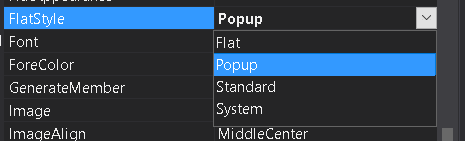 FlatStyle Popup
Font Flat
ForeColor Popup
GenerateMember Standard
Image System
ImageAlign MiddleCenter